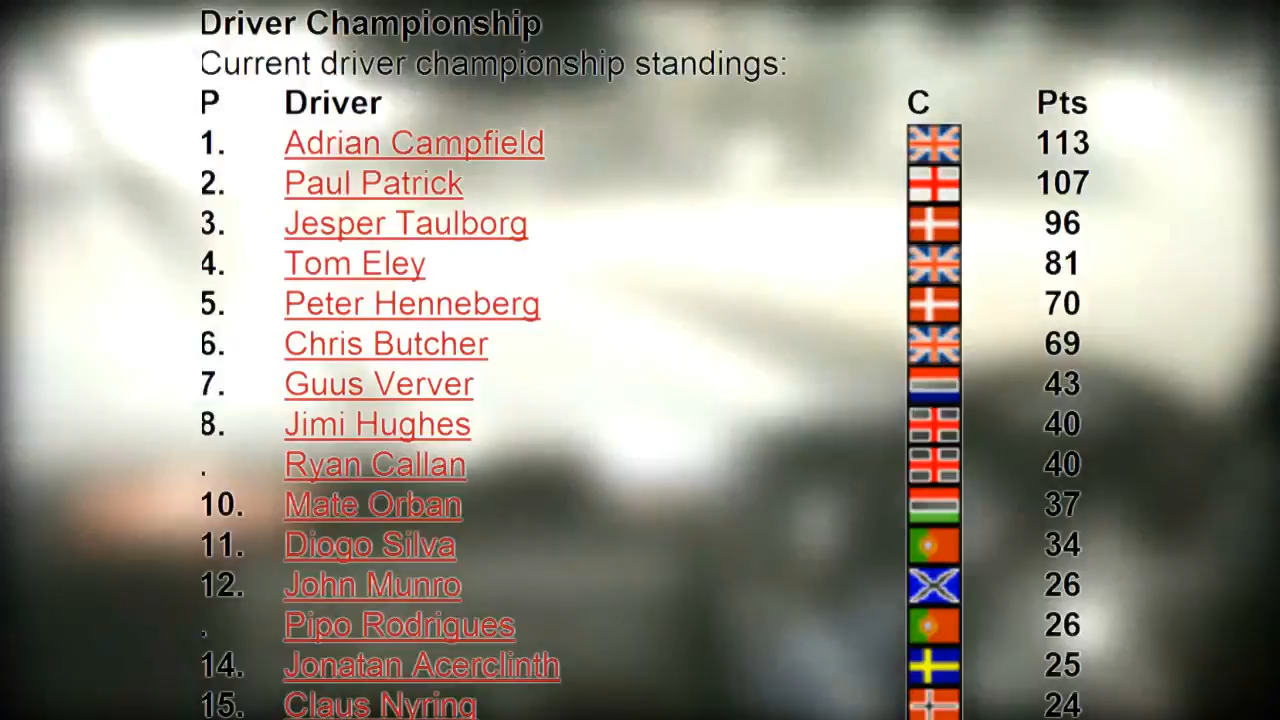 Driver Championship
Current driver championship standings:
P Driver C Pts
1. Adrian Campfield 113
2. Paul Patrick 107
3. Jesper Taulborg 96
4. Tom Eley 81
5. Peter Henneberg 70
6. Chris Butcher 69
7. Guus Verver 43
8. Jimi Hughes 40
. Ryan Callan 40
10. Mate Orban 37
11. Diogo Silva 34
12. John Munro 26
. Pipo Rodrigues 26
14. Jonatan Acerclinth 25
15. Claus Nyring 24